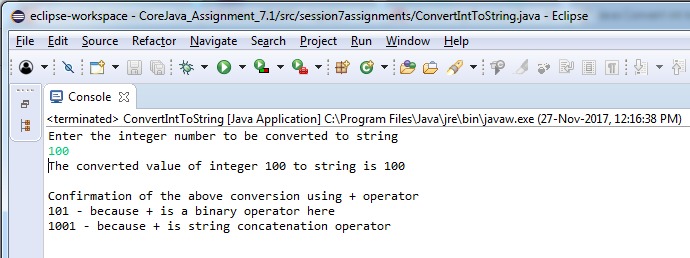 eclipse-workspace - CoreJava_Assignment_7.1/src/session7assignments/ConvertIntToString.java - Eclipse
File Edit Source Refactor Navigate Search Project Run Window Help
Console
<terminated> ConvertIntToString [Java Application] C:\Program Files\Java\jre\bin\javaw.exe (27-Nov-2017, 12:16:38 PM)
Enter the integer number to be converted to string
100
The converted value of integer 100 to string is 100
Confirmation of the above conversion using + operator
101 - because + is a binary operator here
1001 - because + is string concatenation operator